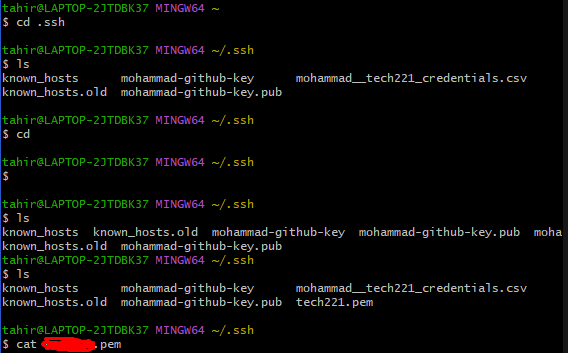 tahir@LAPTOP-2JTDBK37 MINGW64 ~
$ cd .ssh
tahir@LAPTOP-2JTDBK37 MINGW64 ~/.ssh
$ ls
known_hosts mohammad-github-key mohammad__tech221_credentials.csv
known_hosts.old mohammad-github-key.pub
tahir@LAPTOP-2JTDBK37 MINGW64 ~/.ssh
$ cd
tahir@LAPTOP-2JTDBK37 MINGW64 ~/.ssh
$
tahir@LAPTOP-2JTDBK37 MINGW64 ~/.ssh
$ ls
known_hosts known_hosts.old mohammad-github-key mohammad-github-key.pub moha
known_hosts.old mohammad-github-key.pub
tahir@LAPTOP-2JTDBK37 MINGW64 ~/.ssh
$ ls
known_hosts mohammad-github-key mohammad__tech221_credentials.csv
known_hosts.old mohammad-github-key.pub tech221.pem
tahir@LAPTOP-2JTDBK37 MINGW64 ~/.ssh
$ cat .pem